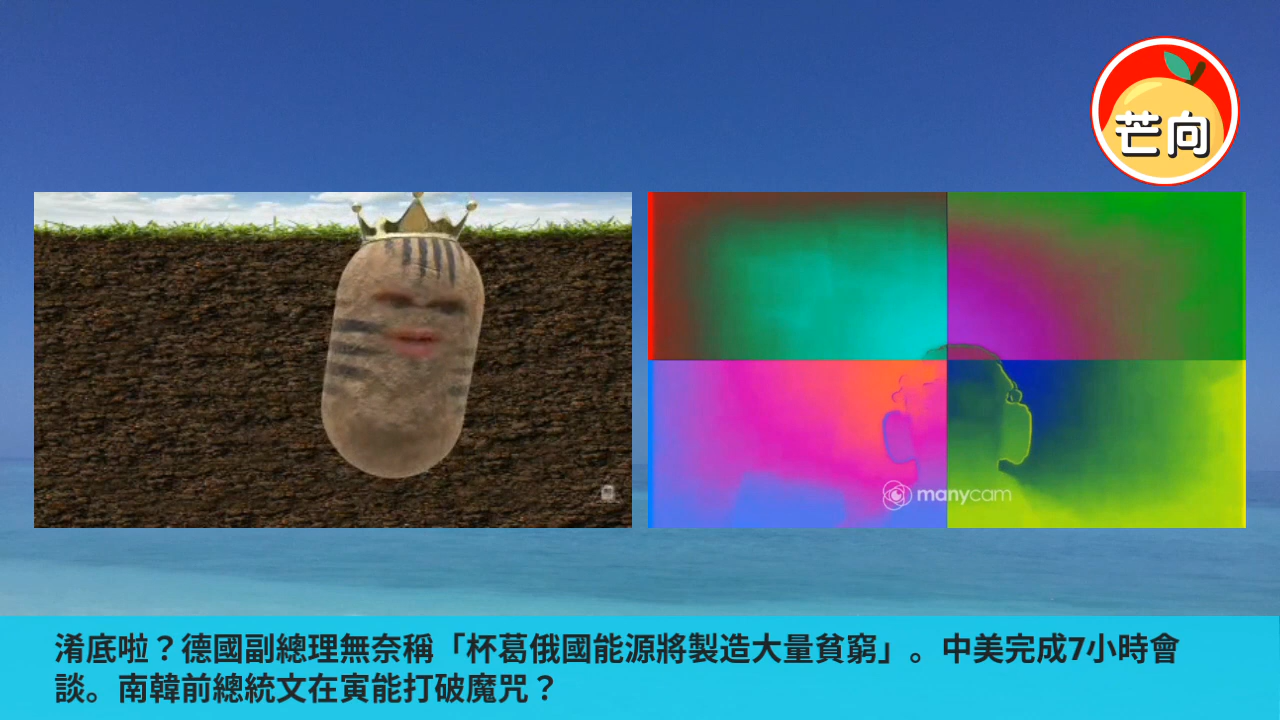 芒向
manycam
淆底啦？德國副總理無奈稱「杯葛俄國能源將製造大量貧窮」。中美完成7小時會
談。南韓前總統文在寅能打破魔咒？